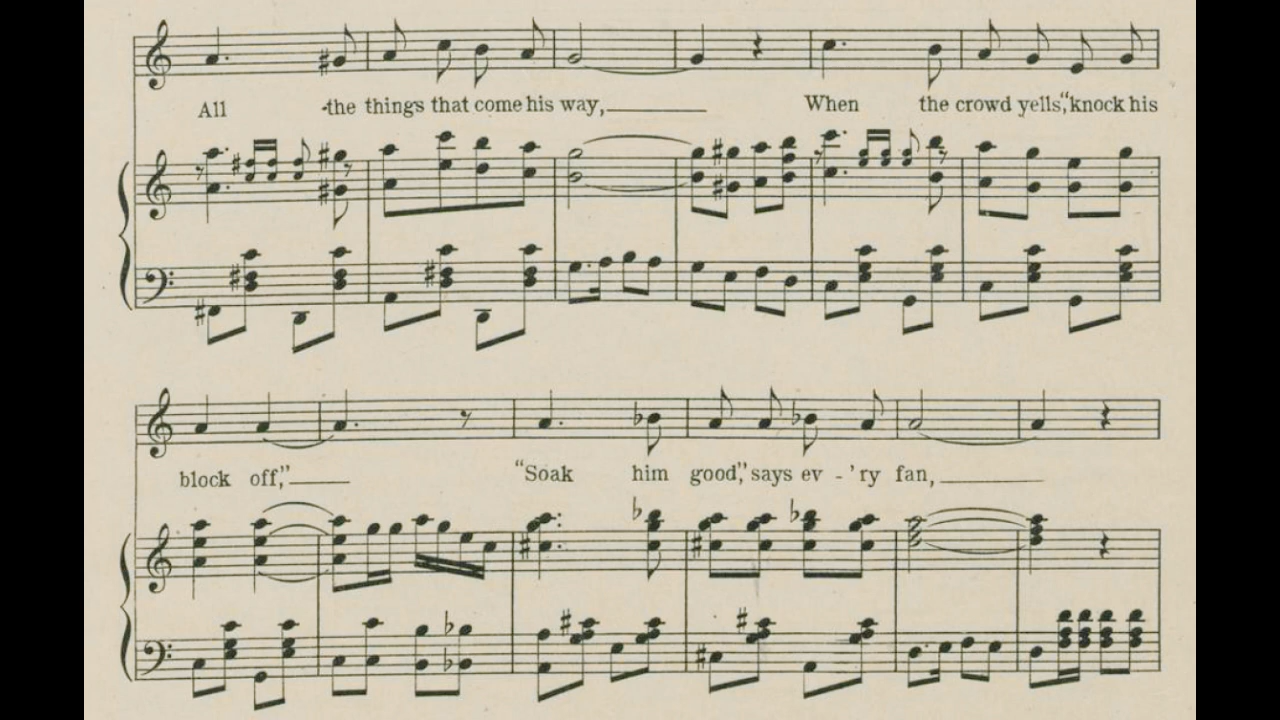 All the things that come his way, When the crowd yells, "knock his
block off," "Soak him good," says ev - 'ry fan,